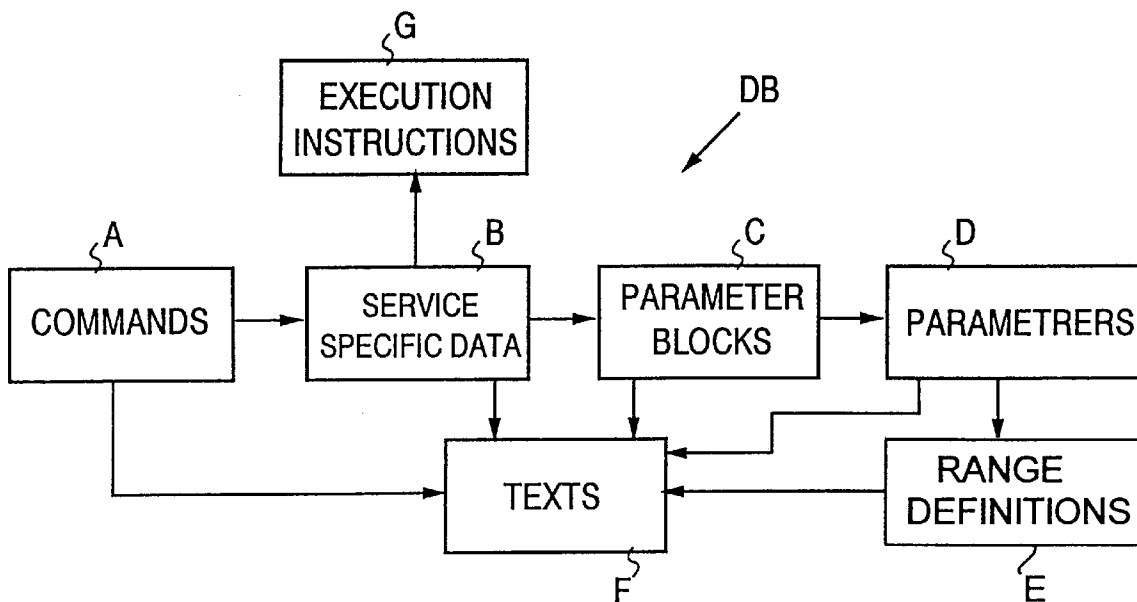 G
EXECUTION
INSTRUCTIONS
DB
A
COMMANDS
B
SERVICE
SPECIFIC DATA
C
PARAMETER
BLOCKS
D
PARAMETRERS
TEXTS
F
RANGE
DEFINITIONS
E